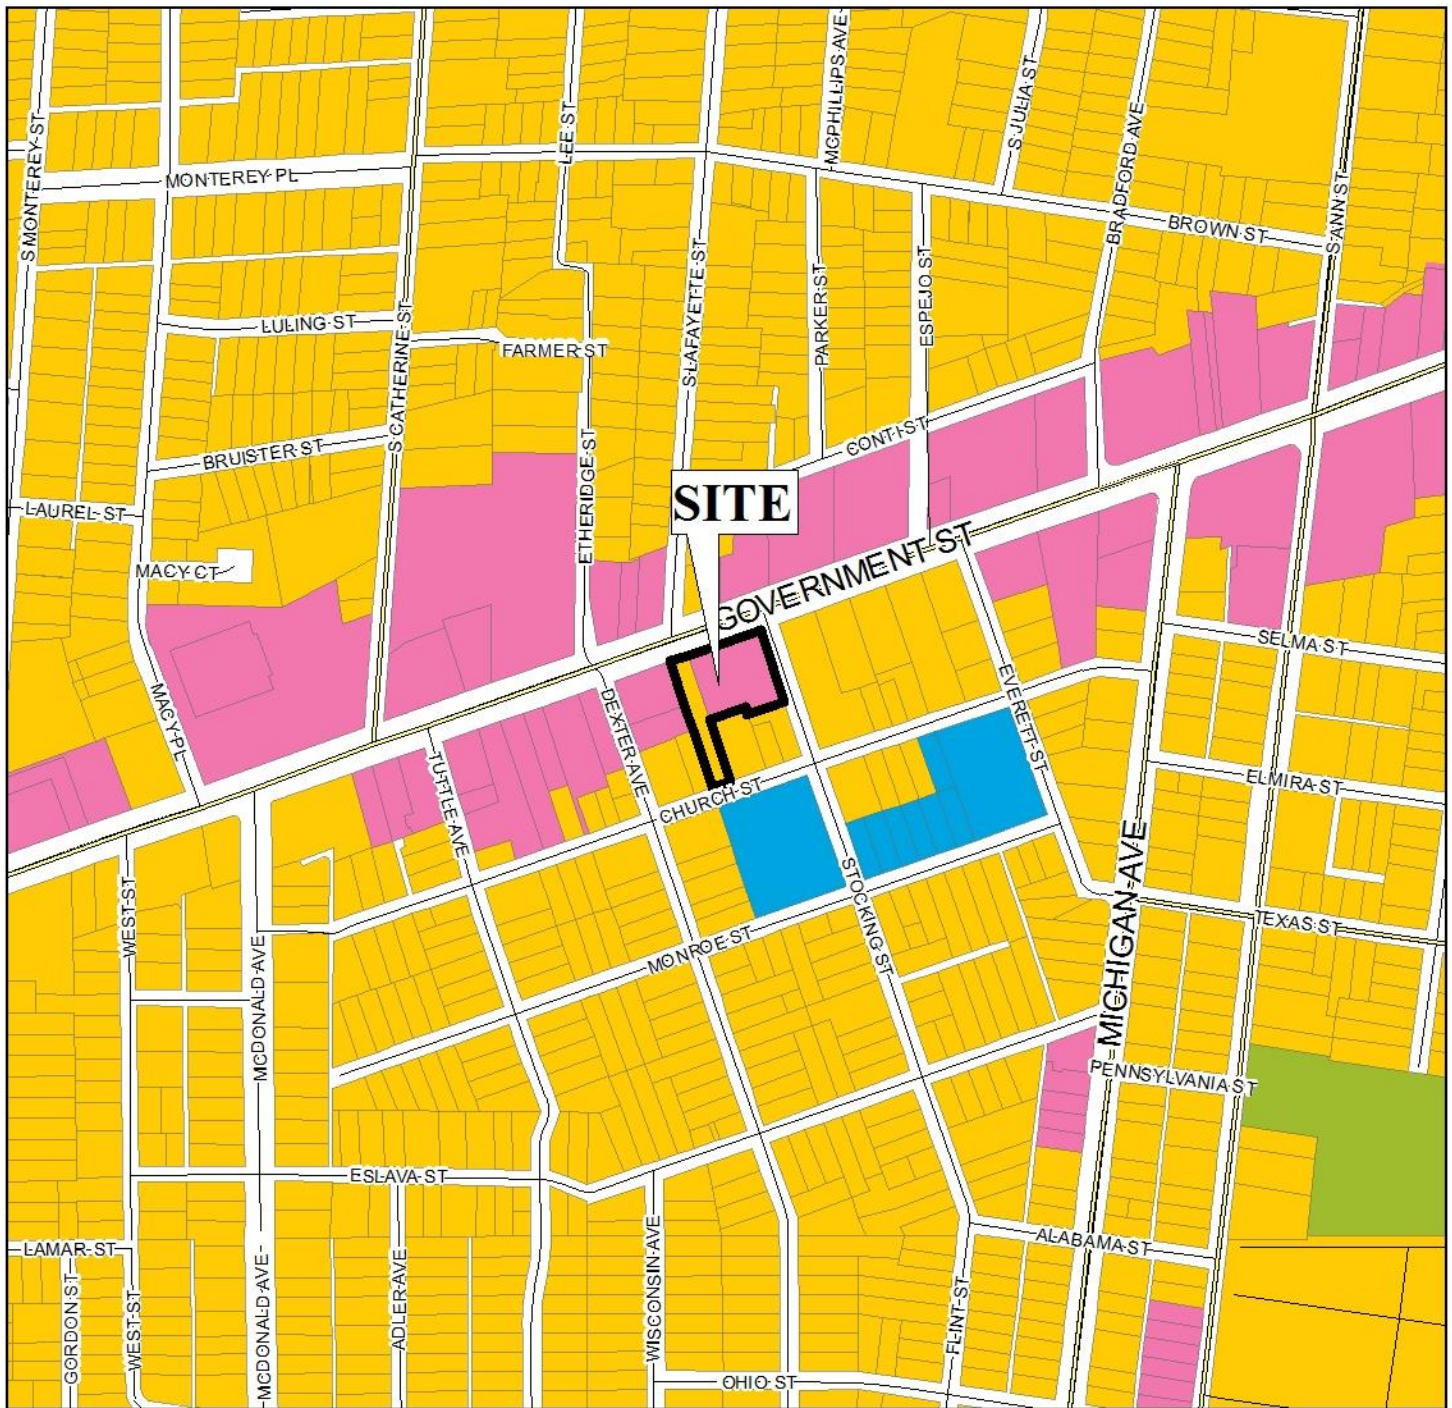 S MONTEREY ST
MONTEREY PL
LEE ST
MCPHILLIPS AVE
S JULIA ST
BRADFORD AVE
S ANN ST
BROWN ST
LULING ST
S CATHERINE ST
FARMER ST
S LAFAYETTE ST
PARKER ST
ESPEJO ST
BRUISTER ST
CONTI ST
LAUREL ST
ETHERIDGE ST
SITE
MACY CT
GOVERNMENT ST
SELMA ST
MACY PL
DEXTER AVE
EVERETT ST
TUTTLE AVE
CHURCH ST
ELMIRA ST
WEST ST
STOCKING ST
MICHIGAN AVE
TEXAS ST
MONROE ST
MCDONALD AVE
PENNSYLVANIA ST
ESLAVA ST
LAMAR ST
ALABAMA ST
GORDON ST
WEST ST
MCDONALD AVE
ADLER AVE
WISCONSIN AVE
FLINT ST
OHIO ST